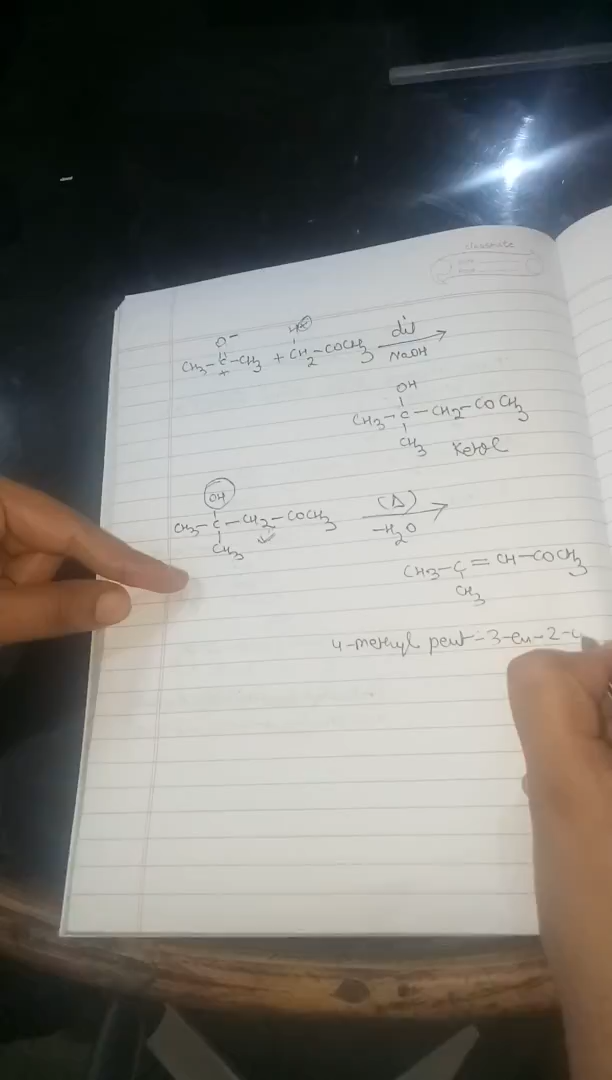 classmate
O⁻ H⊕
CH3-C-CH3 + CH2-COCH3 dil NaOH
+
OH
CH3-C-CH2-COCH3
CH3 Ketol
OH
CH3-C-CH2-COCH3 (Δ) -H2O
CH3
CH3-C=CH-COCH3
CH3
4-methyl pent-3-en-2-